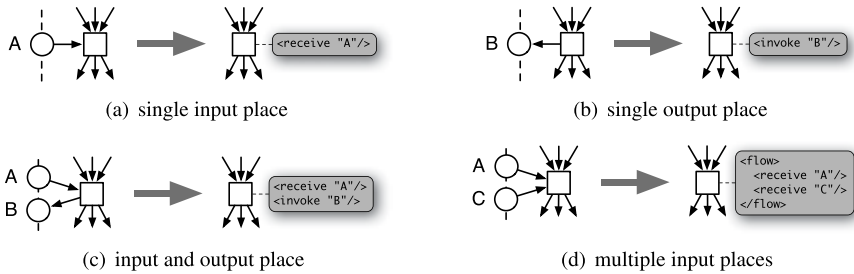 A
<receive "A"/>
(a) single input place
B
<invoke "B"/>
(b) single output place
A
B
<receive "A"/>
<invoke "B"/>
(c) input and output place
A
C
<flow>
<receive "A"/>
<receive "C"/>
</flow>
(d) multiple input places